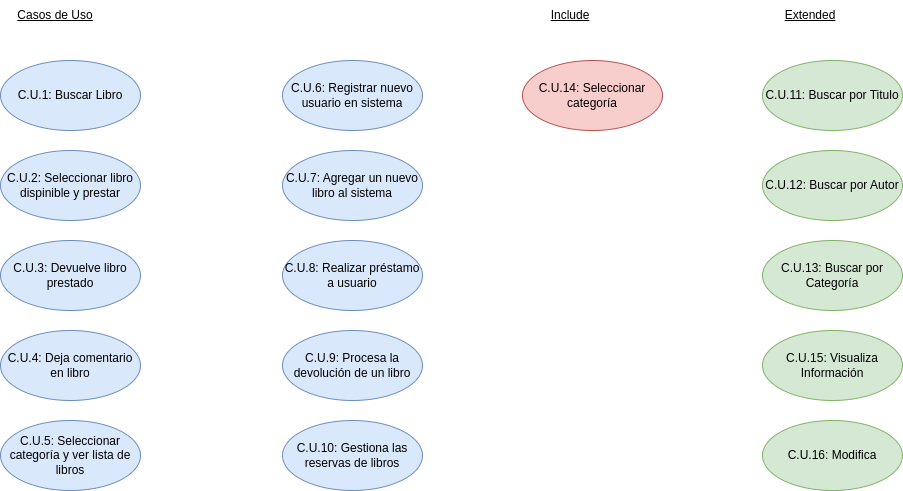 Casos de Uso
Include
Extended
C.U.1: Buscar Libro
C.U.6: Registrar nuevo
usuario en sistema
C.U.14: Seleccionar
categoría
C.U.11: Buscar por Titulo
C.U.2: Seleccionar libro
dispinible y prestar
C.U.7: Agregar un nuevo
libro al sistema
C.U.12: Buscar por Autor
C.U.3: Devuelve libro
prestado
C.U.8: Realizar préstamo
a usuario
C.U.13: Buscar por
Categoría
C.U.4: Deja comentario
en libro
C.U.9: Procesa la
devolución de un libro
C.U.15: Visualiza
Información
C.U.5: Seleccionar
categoría y ver lista de
libros
C.U.10: Gestiona las
reservas de libros
C.U.16: Modifica